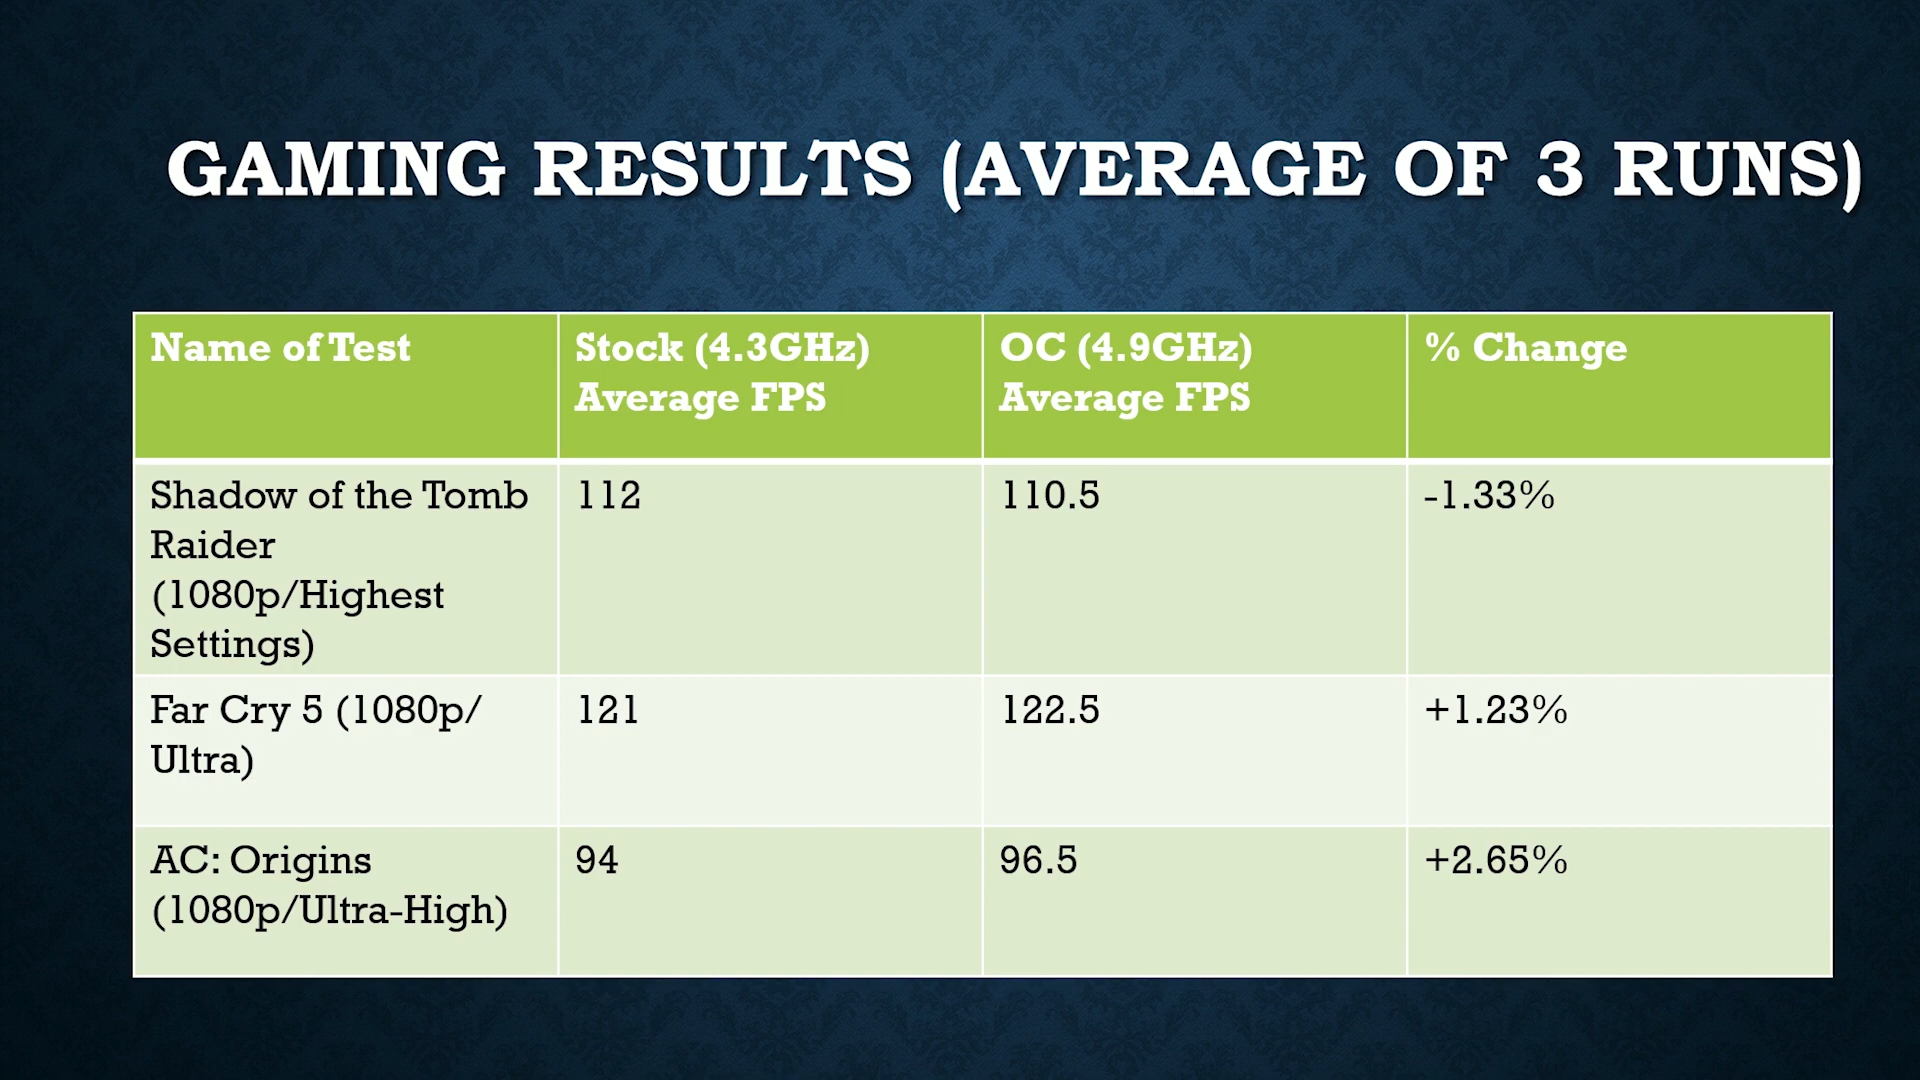 GAMING RESULTS (AVERAGE OF 3 RUNS)
Name of Test
Stock (4.3GHz)
Average FPS
OC (4.9GHz)
Average FPS
% Change
Shadow of the Tomb
Raider
(1080p/Highest
Settings)
112
110.5
-1.33%
Far Cry 5 (1080p/
Ultra)
121
122.5
+1.23%
AC: Origins
(1080p/Ultra-High)
94
96.5
+2.65%